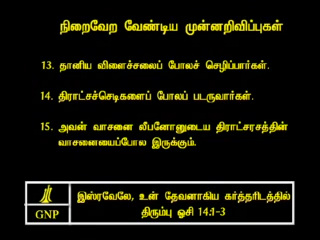 நிறைவேற வேண்டிய முன்னறிவிப்புகள்
13. தானிய விளைச்சலைப் போலச் செழிப்பார்கள்.
14. திராட்சச்செடிகளைப் போலப் படருவார்கள்.
15. அவன் வாசனை லீபனோனுடைய திராட்சரசத்தின்
வாசனையைப்போல இருக்கும்.
GNP
இஸ்ரவேலே, உன் தேவனாகிய கர்த்தரிடத்தில்
திரும்பு ஓசி 14:1-3